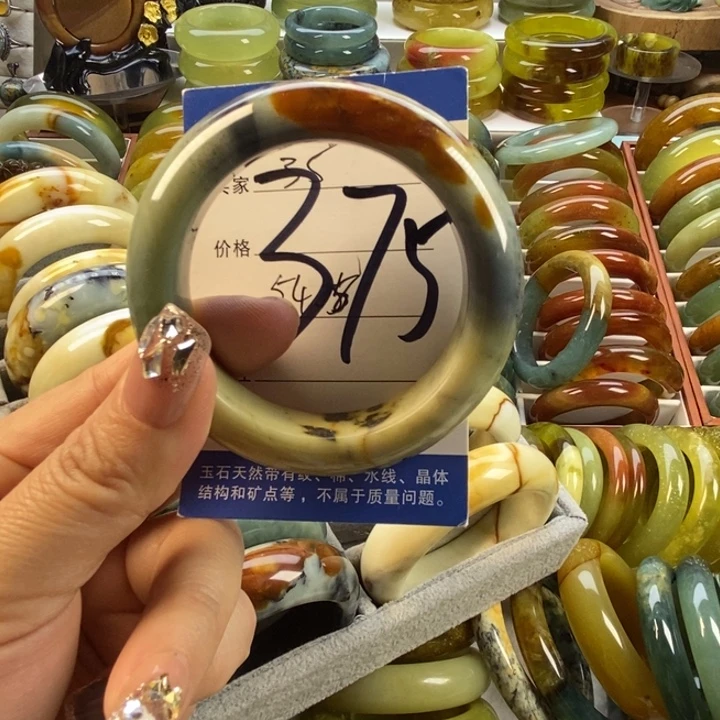 家
375
价格
54
玉石天然带有纹、棉、水线、晶体
结构和矿点等，不属于质量问题。